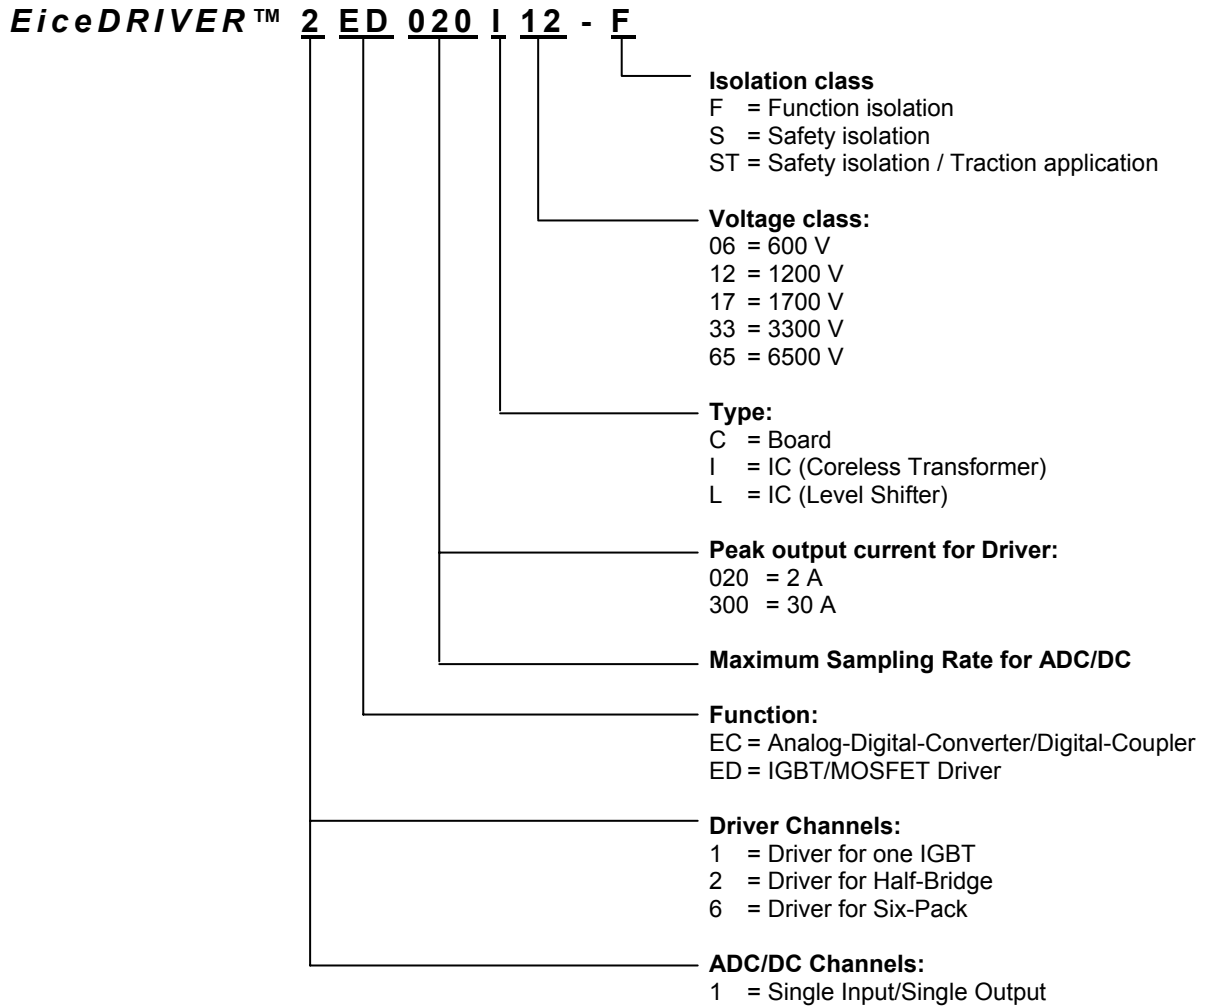 EiceDRIVER™ 2 ED 020 I 12 - F
Isolation class
F = Function isolation
S = Safety isolation
ST = Safety isolation / Traction application
Voltage class:
06 = 600 V
12 = 1200 V
17 = 1700 V
33 = 3300 V
65 = 6500 V
Type:
C = Board
I = IC (Coreless Transformer)
L = IC (Level Shifter)
Peak output current for Driver:
020 = 2 A
300 = 30 A
Maximum Sampling Rate for ADC/DC
Function:
EC = Analog-Digital-Converter/Digital-Coupler
ED = IGBT/MOSFET Driver
Driver Channels:
1 = Driver for one IGBT
2 = Driver for Half-Bridge
6 = Driver for Six-Pack
ADC/DC Channels:
1 = Single Input/Single Output